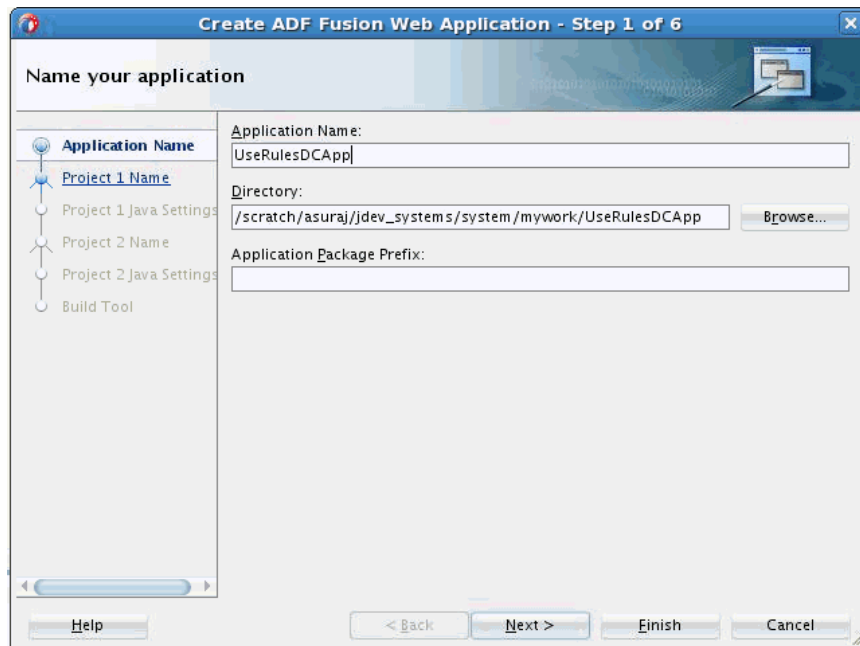 Create ADF Fusion Web Application - Step 1 of 6
Name your application
Application Name
Project 1 Name
Project 1 Java Settings
Project 2 Name
Project 2 Java Settings
Build Tool
Application Name:
UseRulesDCApp
Directory:
/scratch/asuraj/jdev_systems/system/mywork/UseRulesDCApp
Browse...
Application Package Prefix:
Help
< Back
Next >
Finish
Cancel